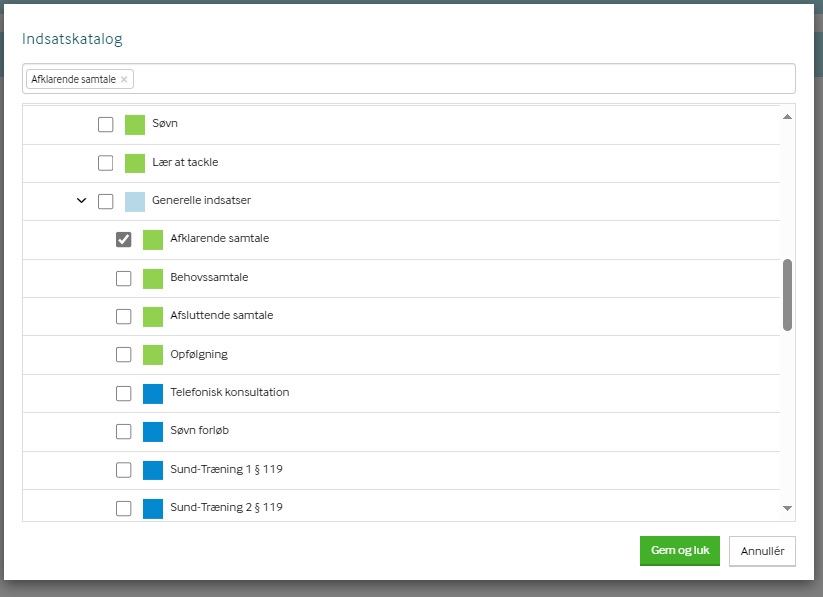 Indsatskatalog
Afklarende samtale ×
Søvn
Lær at tackle
Generelle indsatser
Afklarende samtale
Behovssamtale
Afsluttende samtale
Opfølgning
Telefonisk konsultation
Søvn forløb
Sund-Træning 1 § 119
Sund-Træning 2 § 119
Gem og luk
Annullér